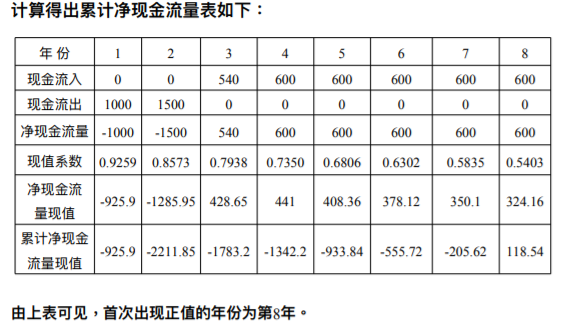 计算得出累计净现金流量表如下：
年 份 1 2 3 4 5 6 7 8
现金流入 0 0 540 600 600 600 600 600
现金流出 1000 1500 0 0 0 0 0 0
净现金流量 -1000 -1500 540 600 600 600 600 600
现值系数 0.9259 0.8573 0.7938 0.7350 0.6806 0.6302 0.5835 0.5403
净现金流
量现值 -925.9 -1285.95 428.65 441 408.36 378.12 350.1 324.16
累计净现金
流量现值 -925.9 -2211.85 -1783.2 -1342.2 -933.84 -555.72 -205.62 118.54
由上表可见，首次出现正值的年份为第8年。